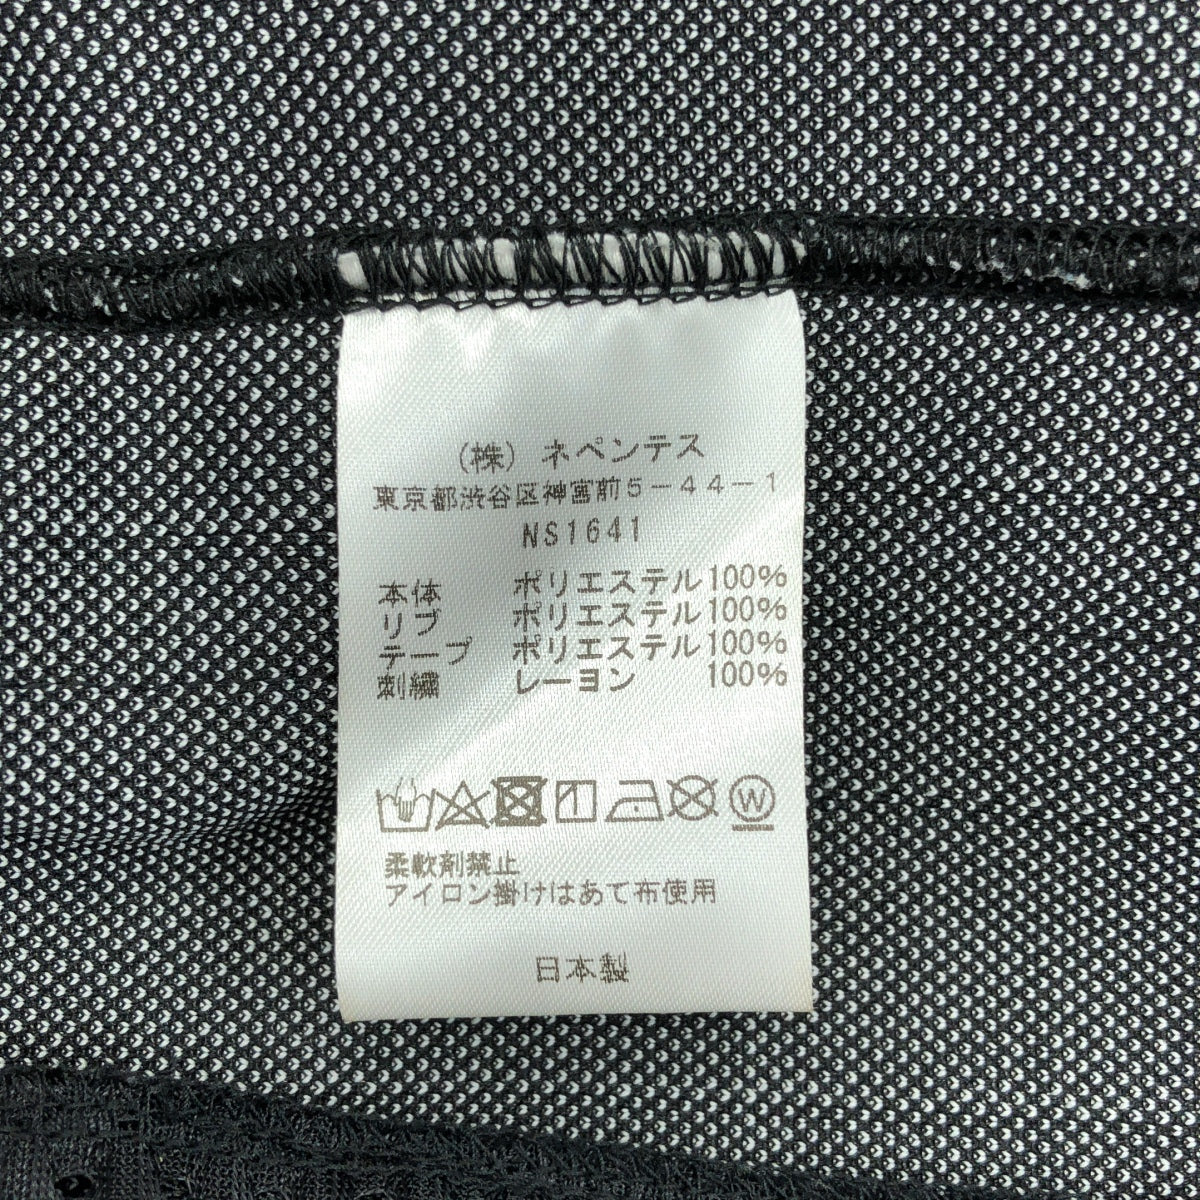 (株) ネペンテス
東京都渋谷区神宮前5-44-1
NS1641
本体 ポリエステル100%
リブ ポリエステル100%
テープ ポリエステル100%
刺繍 レーヨン 100%
W
柔軟剤禁止
アイロン掛けはあて布使用
日本製